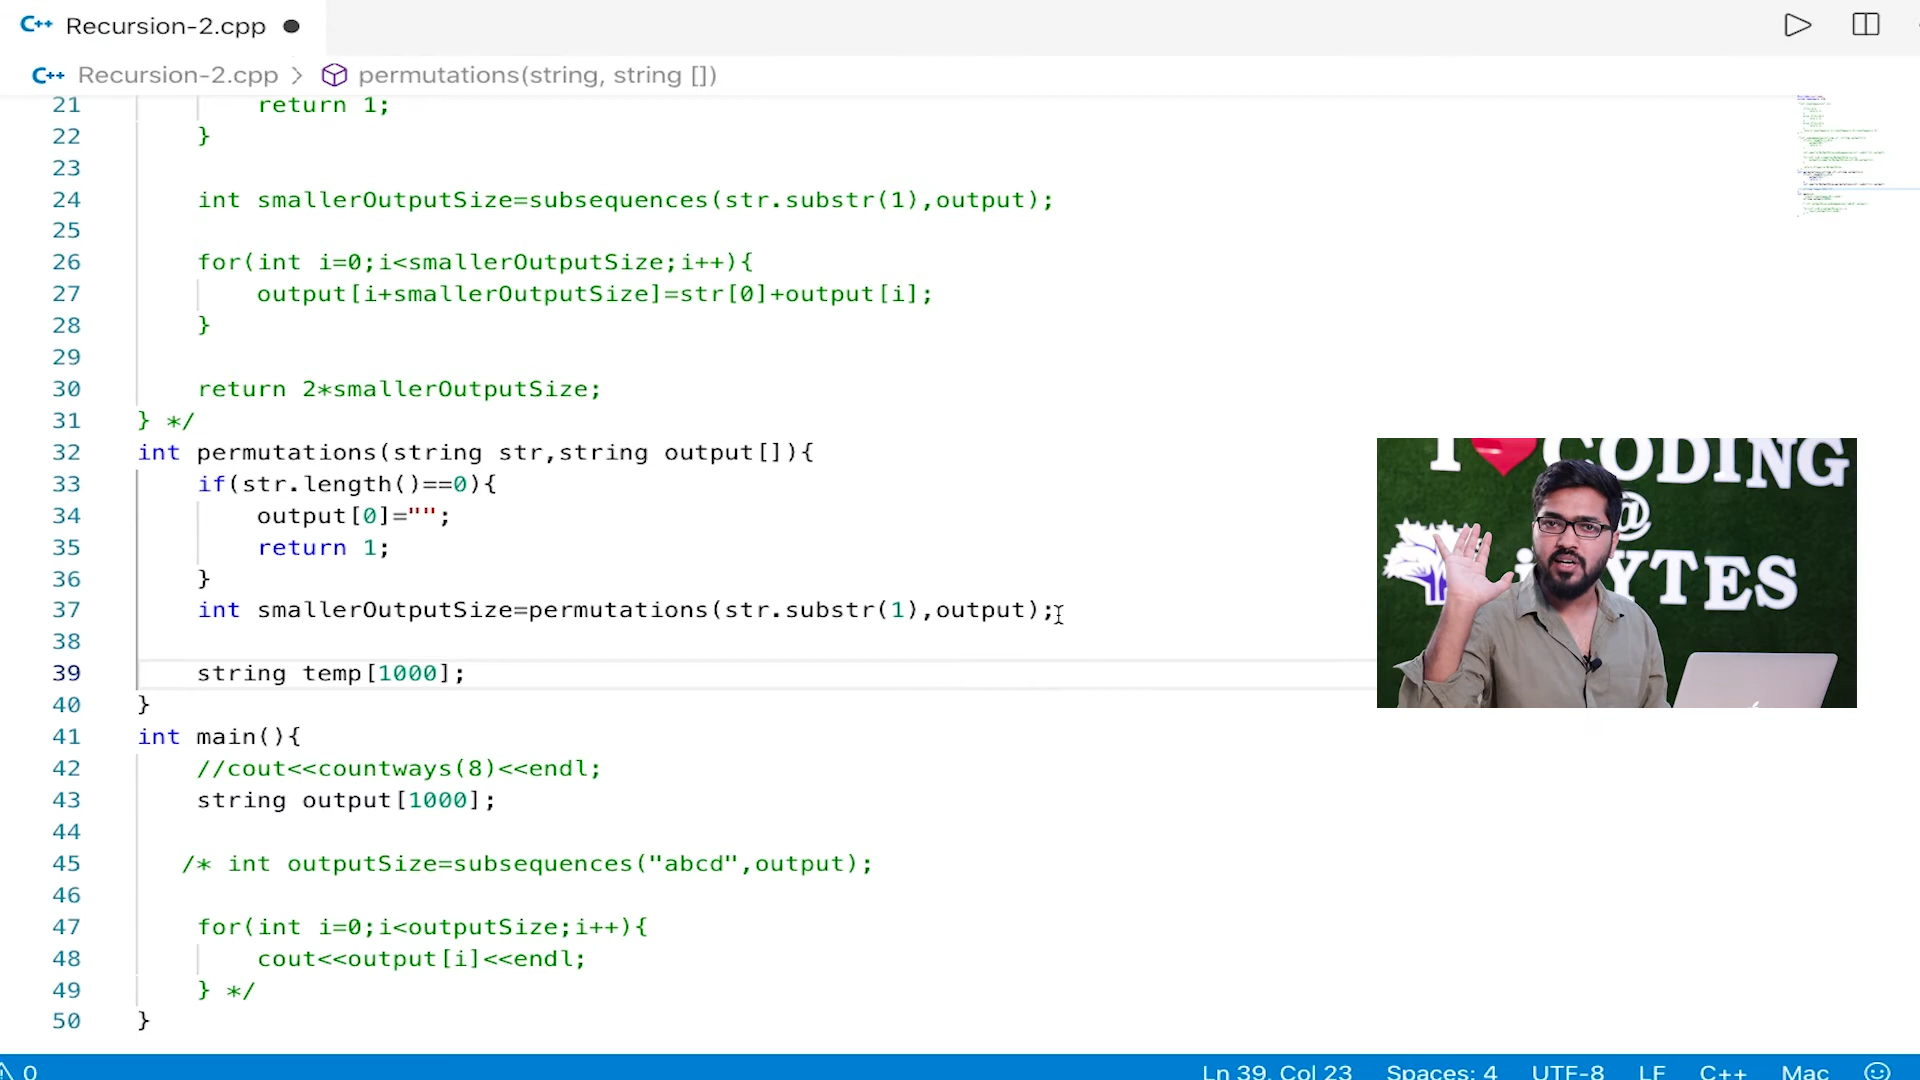 Recursion-2.cpp
Recursion-2.cpp > permutations(string, string [])
21 return 1;
22 }
23
24 int smallerOutputSize=subsequences(str.substr(1),output);
25
26 for(int i=0;i<smallerOutputSize;i++){
27 output[i+smallerOutputSize]=str[0]+output[i];
28 }
29
30 return 2*smallerOutputSize;
31 } */
32 int permutations(string str,string output[]){
33 if(str.length()==0){
34 output[0]="";
35 return 1;
36 }
37 int smallerOutputSize=permutations(str.substr(1),output);
38
39 string temp[1000];
40 }
41 int main(){
42 //cout<<countways(8)<<endl;
43 string output[1000];
44
45 /* int outputSize=subsequences("abcd",output);
46
47 for(int i=0;i<outputSize;i++){
48 cout<<output[i]<<endl;
49 } */
50 }
I CODING
@
YTES
0 Ln 39, Col 23 Spaces: 4 UTF-8 LF C++ Mac